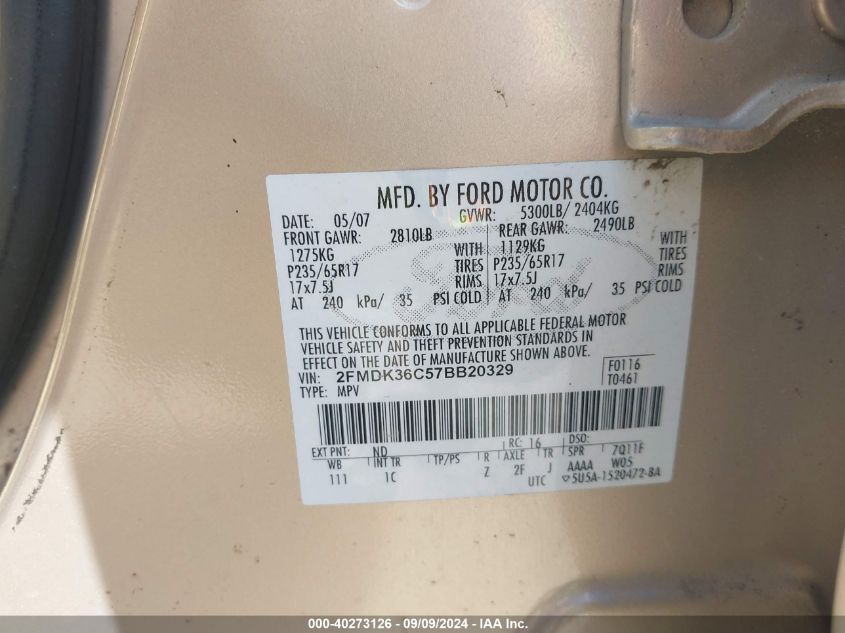 MFD. BY FORD MOTOR CO.
DATE: 05/07 GVWR: 5300LB/ 2404KG
FRONT GAWR: 2810LB REAR GAWR: 2490LB
1275KG WITH 1129KG WITH
P235/65R17 TIRES P235/65R17 TIRES
17x7.5J RIMS 17x7.5J RIMS
AT 240 kPa/ 35 PSI COLD AT 240 kPa/ 35 PSI COLD
Ford
THIS VEHICLE CONFORMS TO ALL APPLICABLE FEDERAL MOTOR
VEHICLE SAFETY AND THEFT PREVENTION STANDARDS IN
EFFECT ON THE DATE OF MANUFACTURE SHOWN ABOVE.
VIN: 2FMDK36C57BB20329 F0116
TYPE: MPV T0461
EXT PNT: ND RC: 16 DSO:
WB INT TR TP/PS R AXLE TR SPR 7Q11F
111 1C Z 2F J AAAA W05
UTC 5U5A-1520472-BA
000-40273126 - 09/09/2024 - IAA Inc.